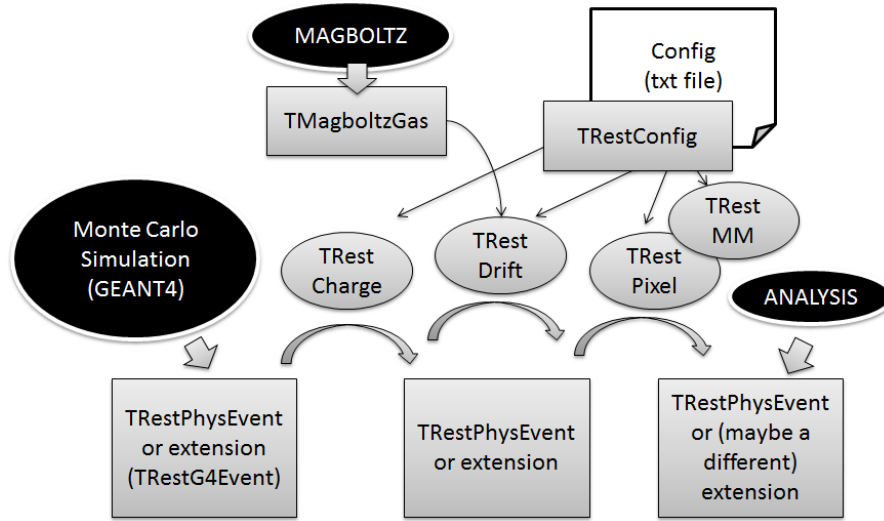 MAGBOLTZ
Config
(txt file)
TMagboltzGas
TRestConfig
Monte Carlo
Simulation
(GEANT4)
TRest
Charge
TRest
Drift
TRest
Pixel
TRest
MM
ANALYSIS
TRestPhysEvent
or extension
(TRestG4Event)
TRestPhysEvent
or extension
TRestPhysEvent
or (maybe a
different)
extension